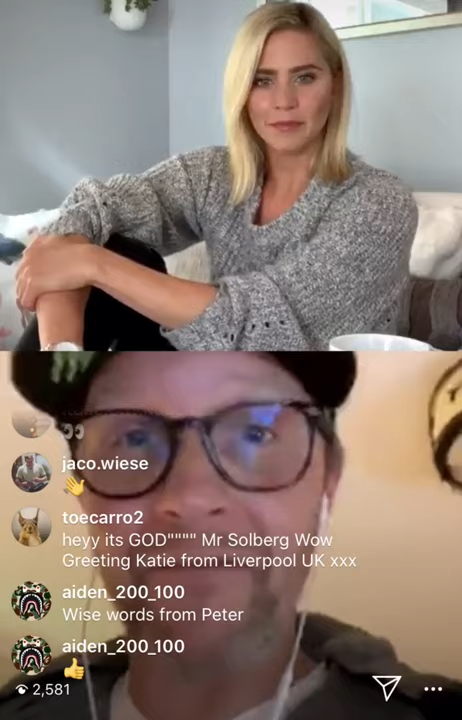 jaco.wiese
toecarro2
heyy its GOD"""" Mr Solberg Wow
Greeting Katie from Liverpool UK xxx
aiden_200_100
Wise words from Peter
aiden_200_100
2,581